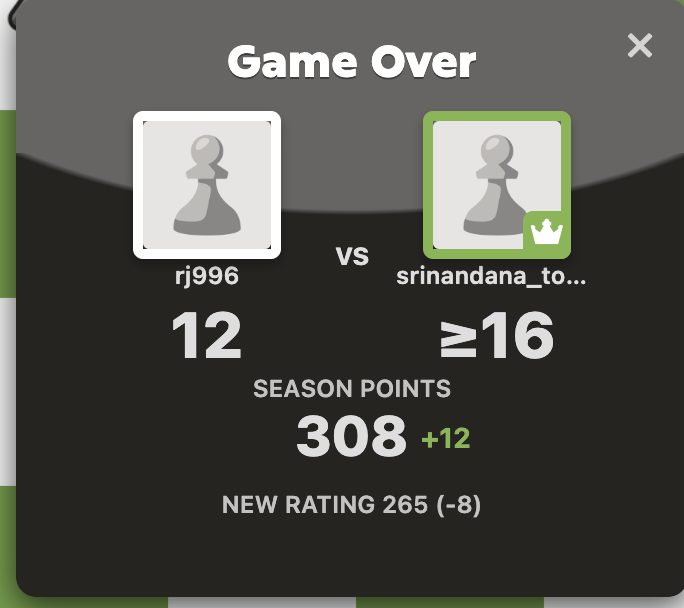 Game Over
vs
rj996
srinandana_to...
12
≥16
SEASON POINTS
308 +12
NEW RATING 265 (-8)